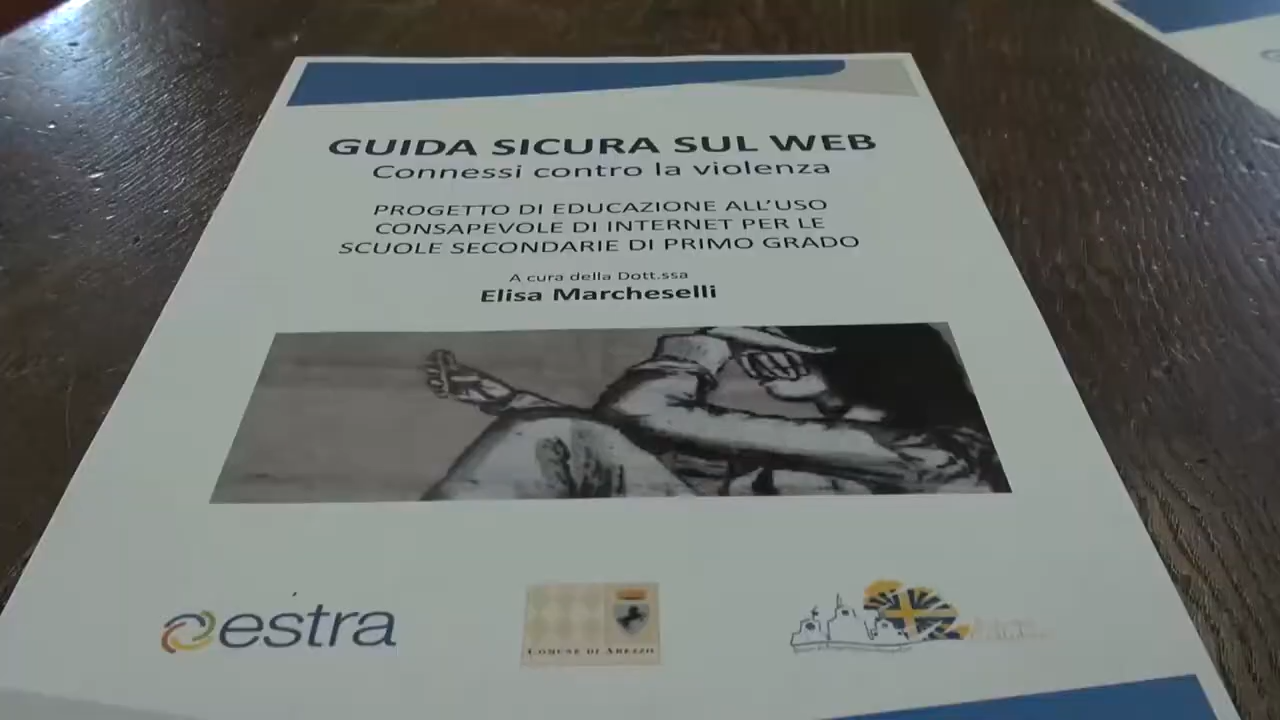 GUIDA SICURA SUL WEB
Connessi contro la violenza
PROGETTO DI EDUCAZIONE ALL'USO
CONSAPEVOLE DI INTERNET PER LE
SCUOLE SECONDARIE DI PRIMO GRADO
A cura della Dott.ssa
Elisa Marcheselli
estra
COMUNE DI AREZZO